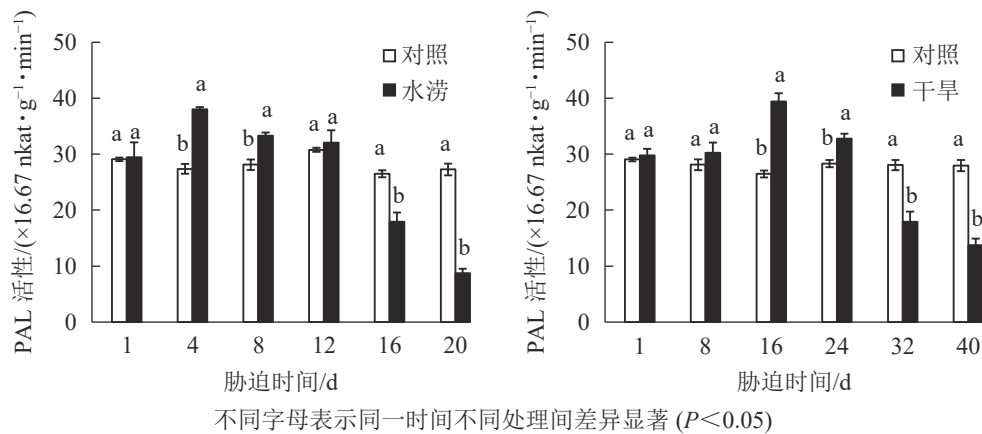 PAL 活性/(×16.67 nkat·g⁻¹·min⁻¹)
50
40
30
20
10
0
对照
水涝
a a
b a
b a
a a
a b
a b
1 4 8 12 16 20
胁迫时间/d
PAL 活性/(×16.67 nkat·g⁻¹·min⁻¹)
50
40
30
20
10
0
对照
干旱
a a
a a
b a
b a
a b
a b
1 8 16 24 32 40
胁迫时间/d
不同字母表示同一时间不同处理间差异显著 (P<0.05)